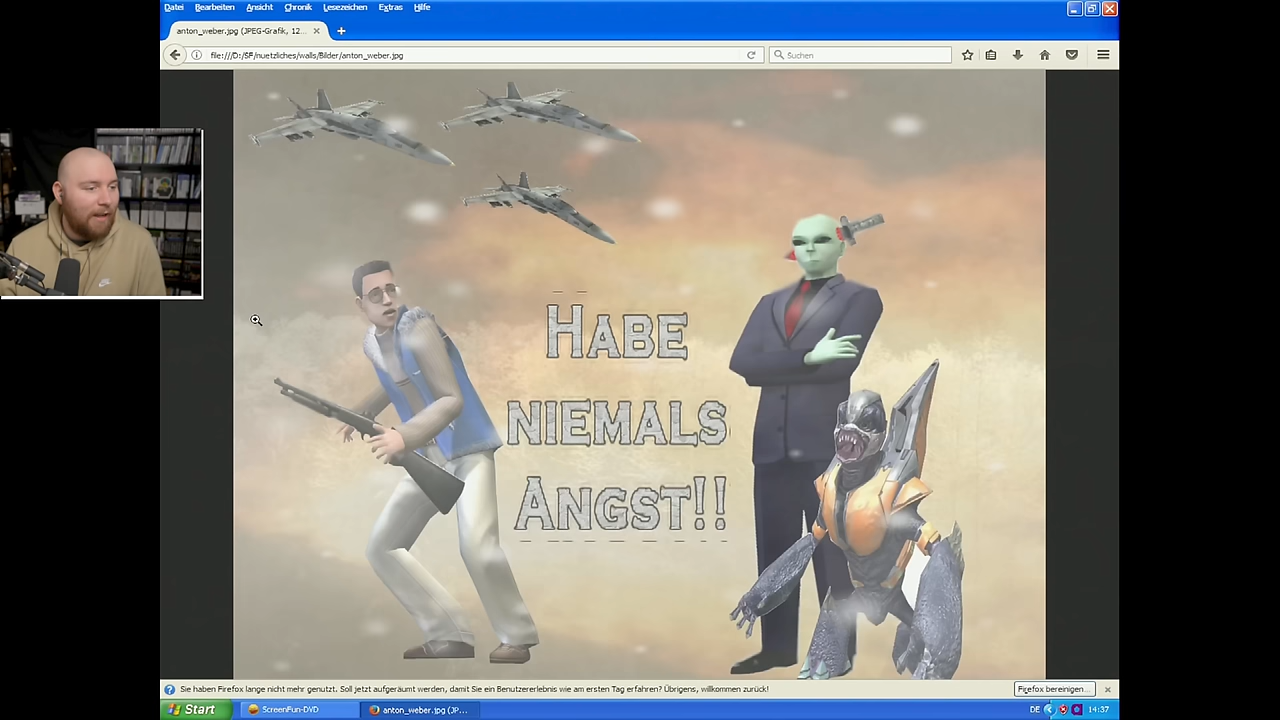 Datei Bearbeiten Ansicht Chronik Lesezeichen Extras Hilfe
anton_weber.jpg (JPEG-Grafik, 12...
file:///D:/SF/nuetzliches/walls/Bilder/anton_weber.jpg
Suchen
Habe
niemals
Angst!!
Sie haben Firefox lange nicht mehr genutzt. Soll jetzt aufgeräumt werden, damit Sie ein Benutzererlebnis wie am ersten Tag erfahren? Übrigens, willkommen zurück!
Firefox bereinigen...
Start
ScreenFun-DVD
anton_weber.jpg (JP...
DE
14:37